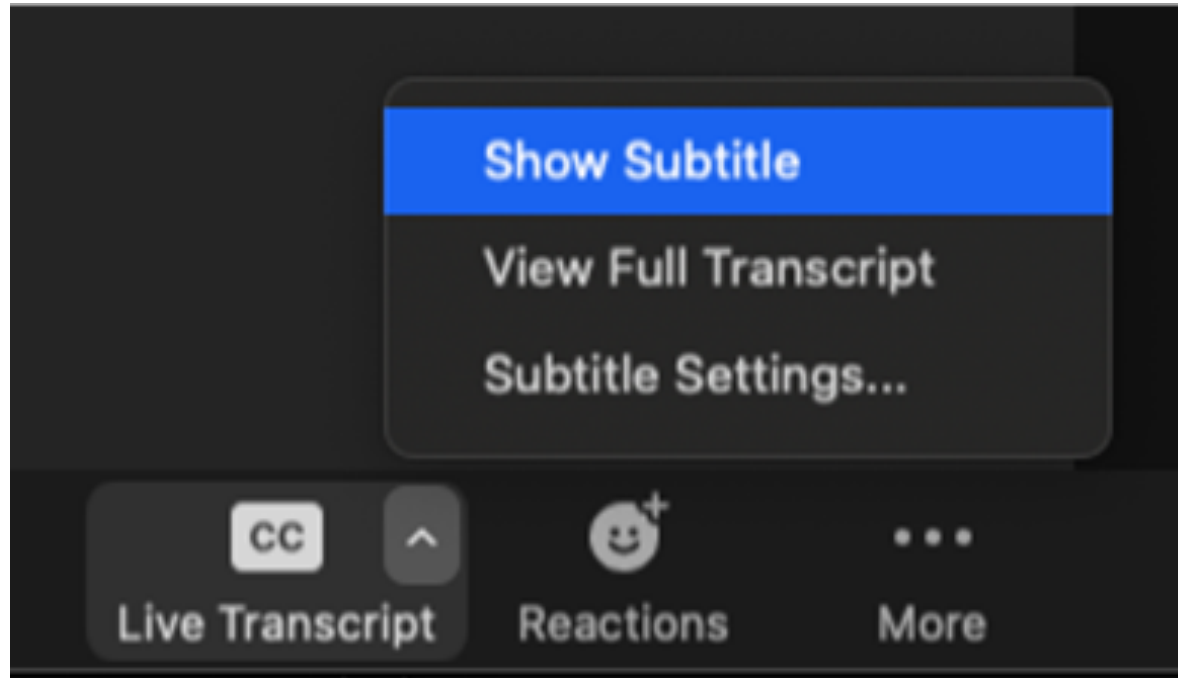 Show Subtitle
View Full Transcript
Subtitle Settings...
CC
Live Transcript
Reactions
More